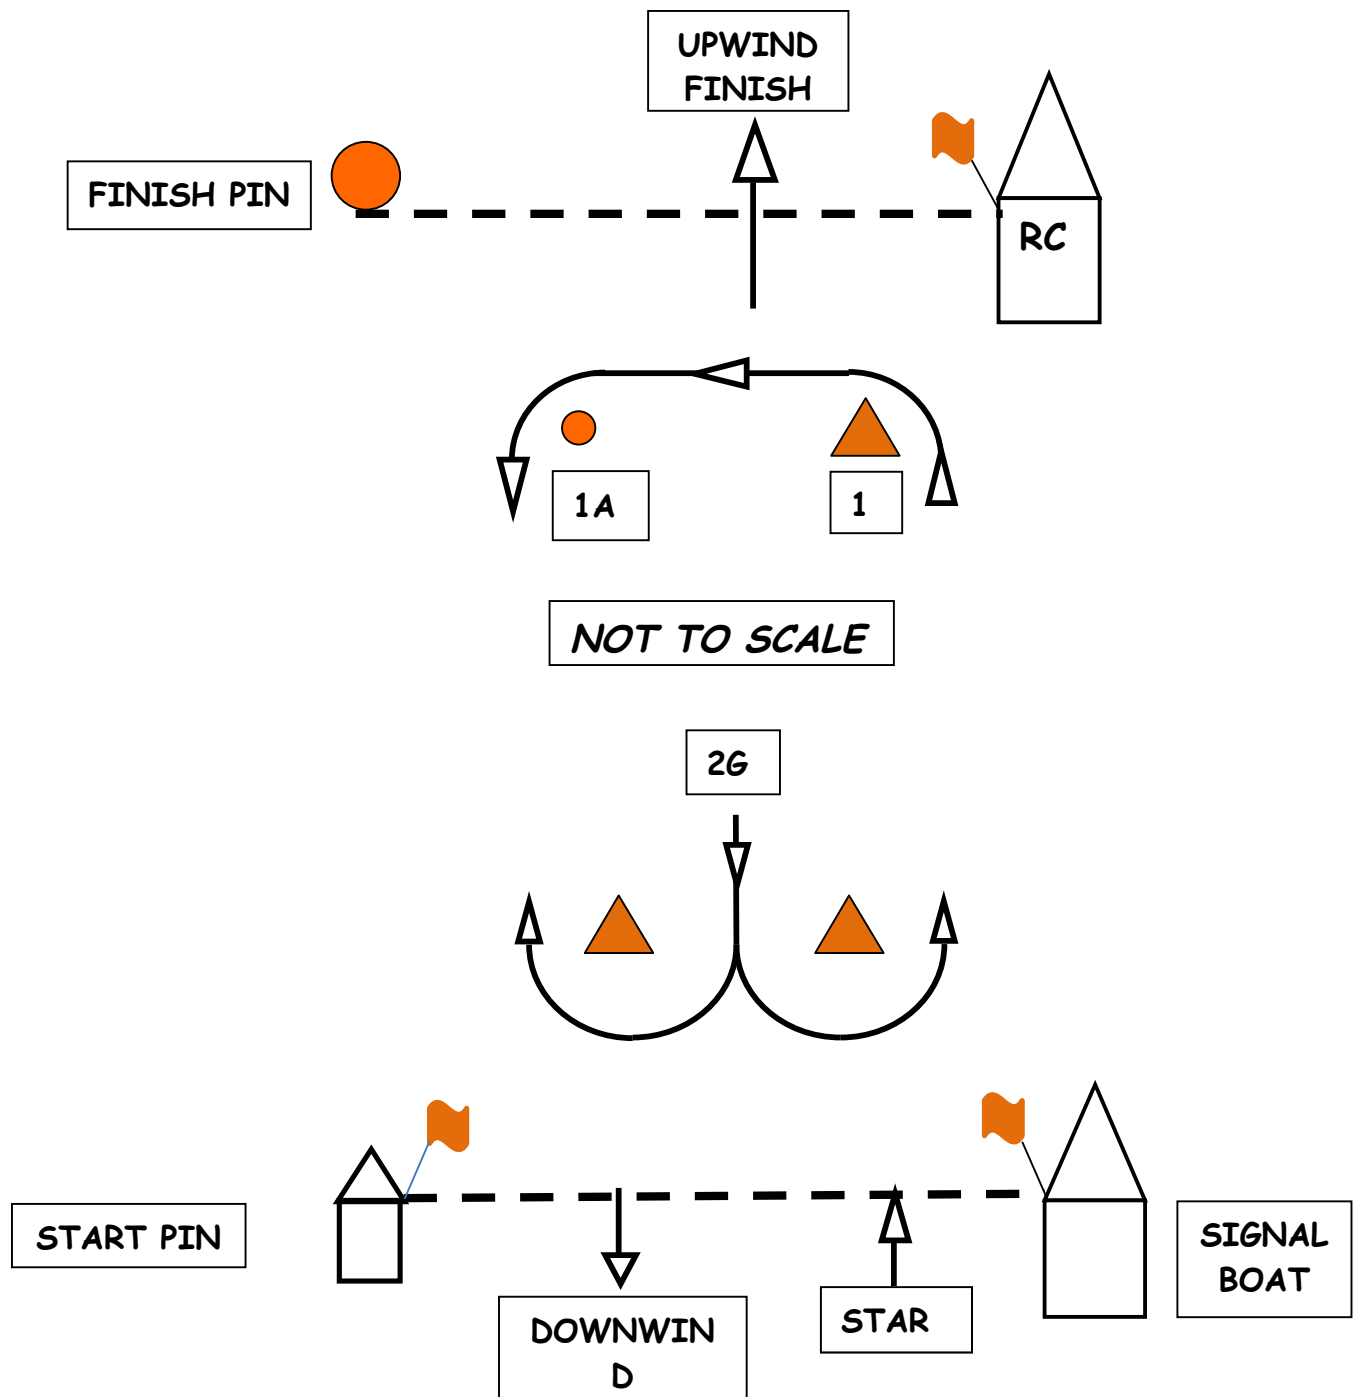 UPWIND
FINISH
FINISH PIN
RC
1A
1
NOT TO SCALE
2G
START PIN
SIGNAL
BOAT
DOWNWIN
D
STAR